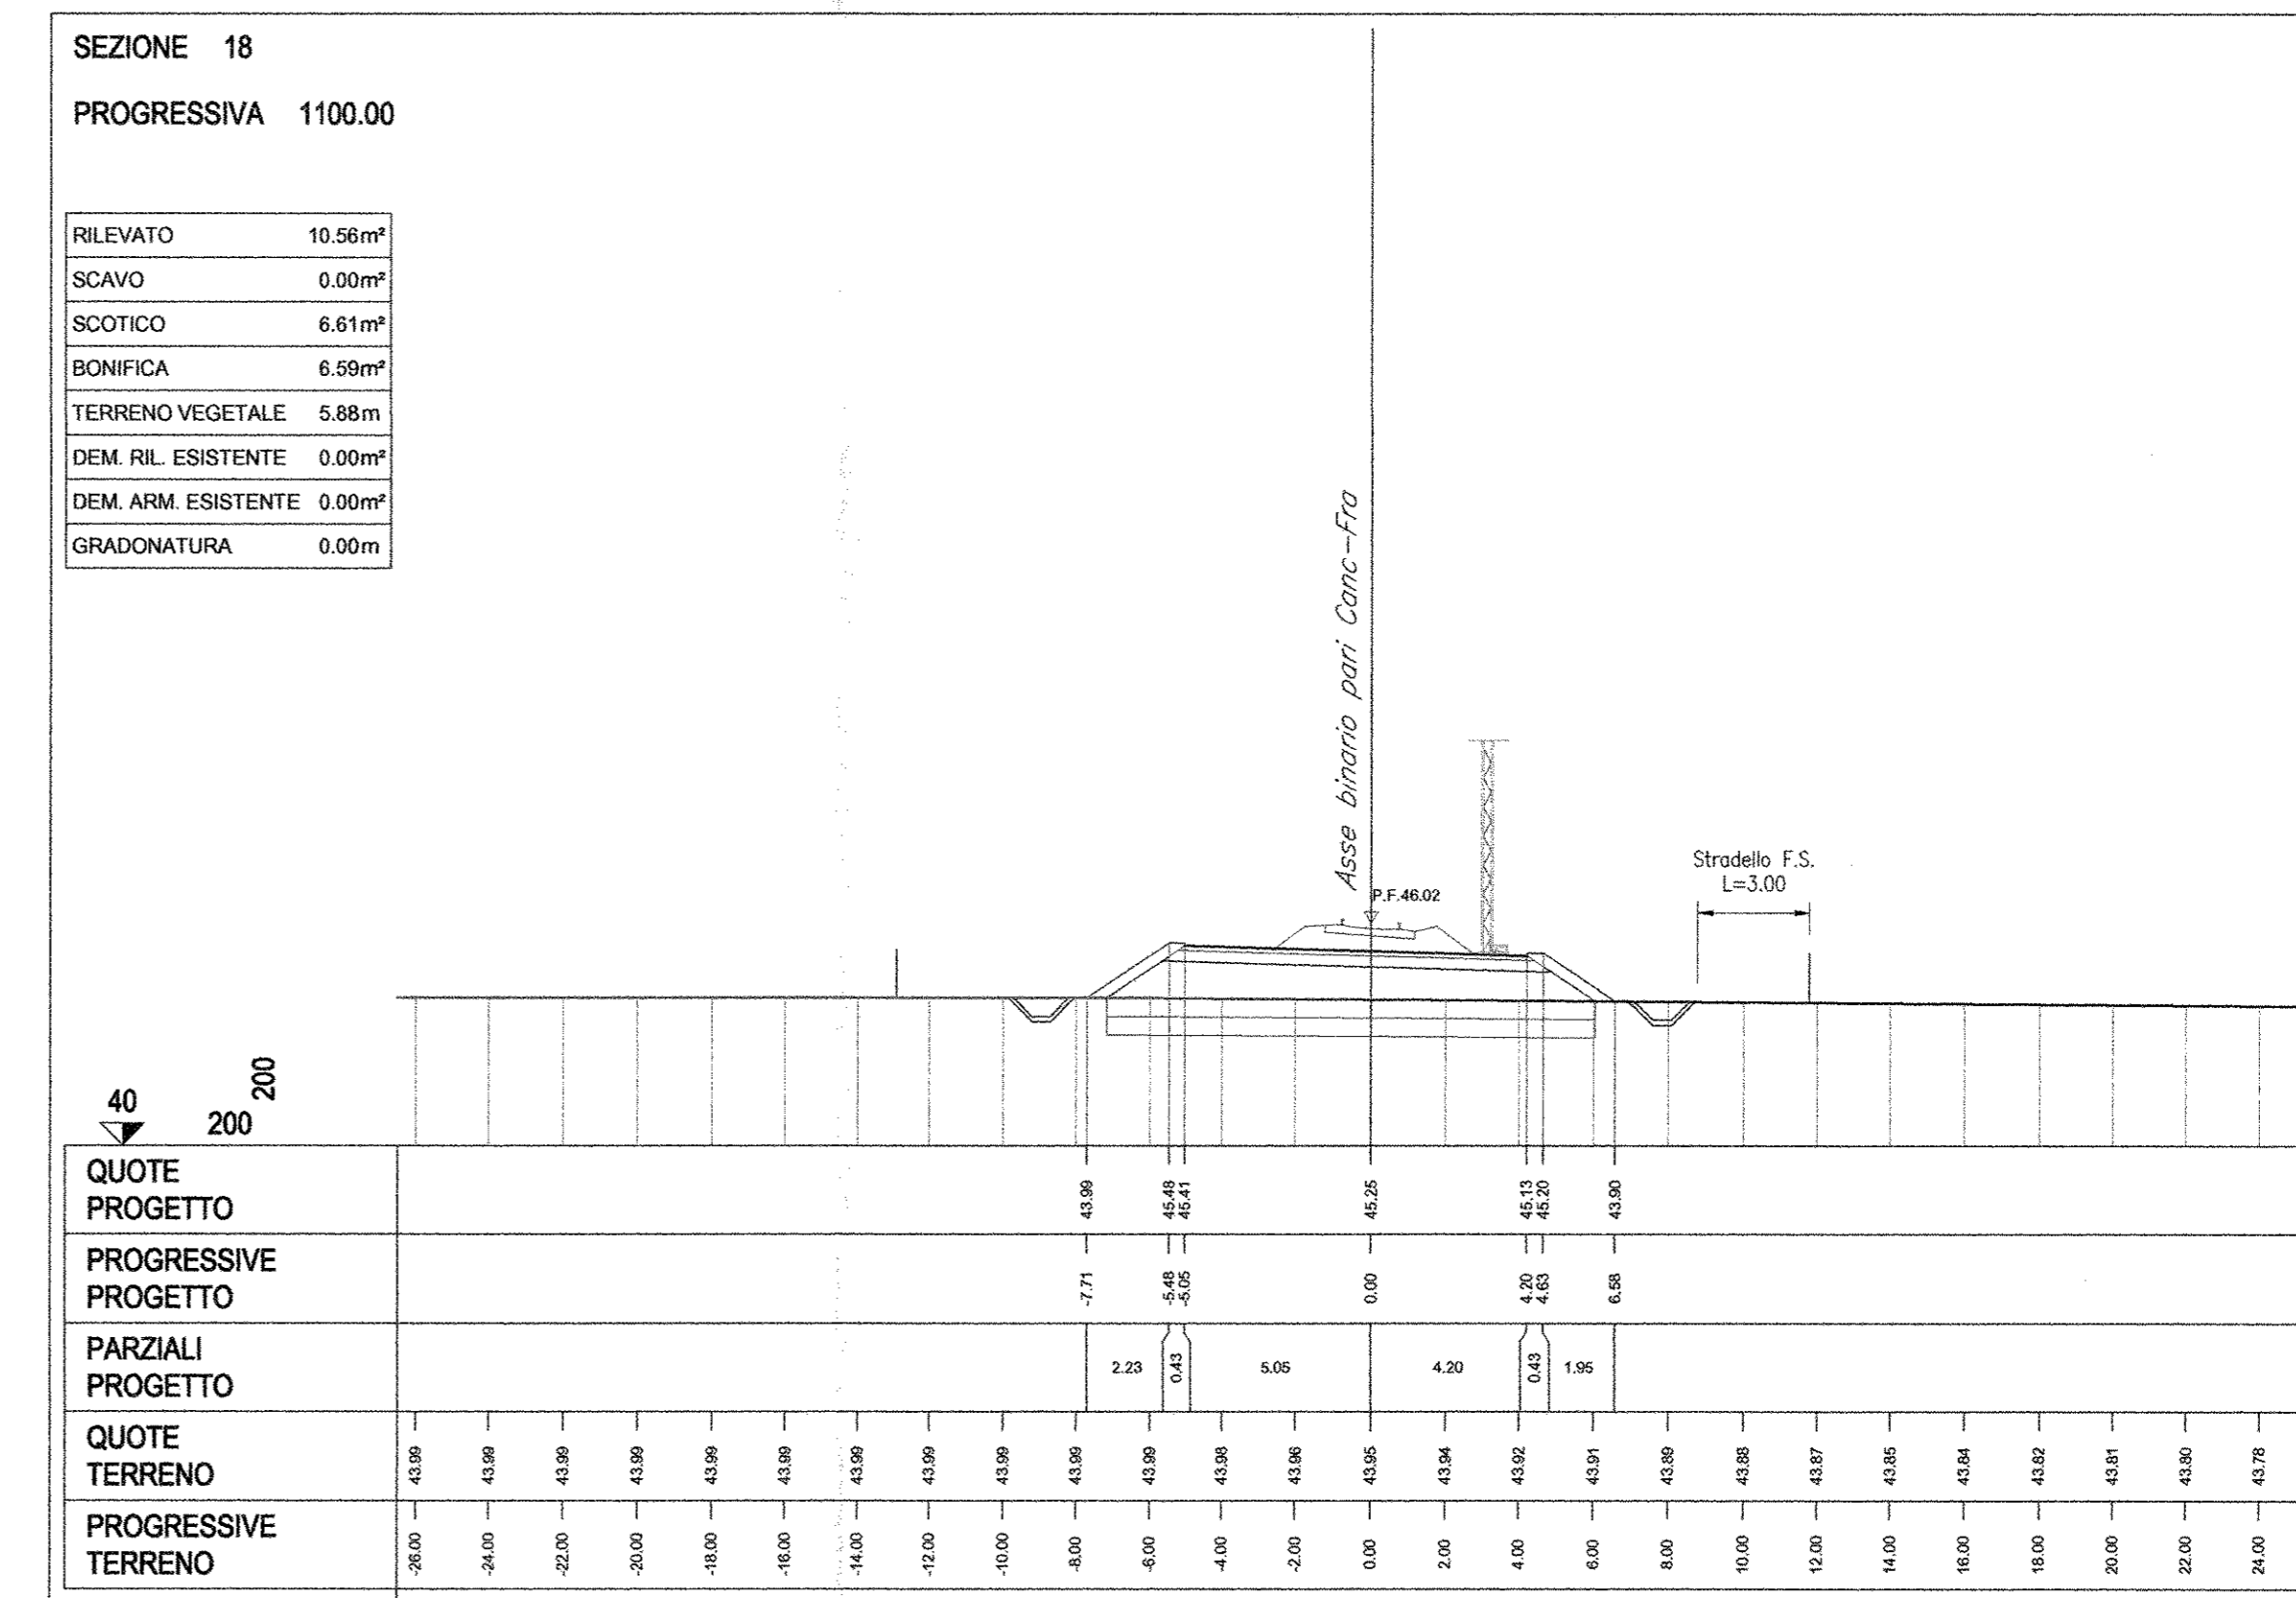 SEZIONE 18
PROGRESSIVA 1100.00
RILEVATO 10.56m²
SCAVO 0.00m²
SCOTICO 6.61m²
BONIFICA 6.59m²
TERRENO VEGETALE 5.88m
DEM. RIL. ESISTENTE 0.00m²
DEM. ARM. ESISTENTE 0.00m²
GRADONATURA 0.00m
Asse binario pari Canc-Fra
P.F.46.02
Stradello F.S.
L=3.00
40
200
200
QUOTE
PROGETTO
43.99 45.48 45.41 45.25 45.13 45.20 43.90
PROGRESSIVE
PROGETTO
-7.71 -5.48 -5.05 0.00 4.20 4.63 6.58
PARZIALI
PROGETTO
2.23 0.43 5.05 4.20 0.43 1.95
QUOTE
TERRENO
43.99 43.99 43.99 43.99 43.99 43.99 43.99 43.99 43.99 43.99 43.99 43.98 43.96 43.95 43.94 43.92 43.91 43.89 43.88 43.87 43.85 43.84 43.82 43.81 43.80 43.78
PROGRESSIVE
TERRENO
-26.00 -24.00 -22.00 -20.00 -18.00 -16.00 -14.00 -12.00 -10.00 -8.00 -6.00 -4.00 -2.00 0.00 2.00 4.00 6.00 8.00 10.00 12.00 14.00 16.00 18.00 20.00 22.00 24.00